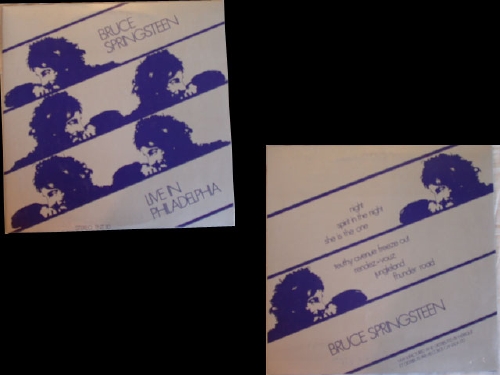 BRUCE
SPRINGSTEEN
LIVE IN
PHILADELPHIA
night
spirit in the night
she is the one
tenth avenue freeze out
rendez-vouz
jungleland
thunder road
BRUCE SPRINGSTEEN